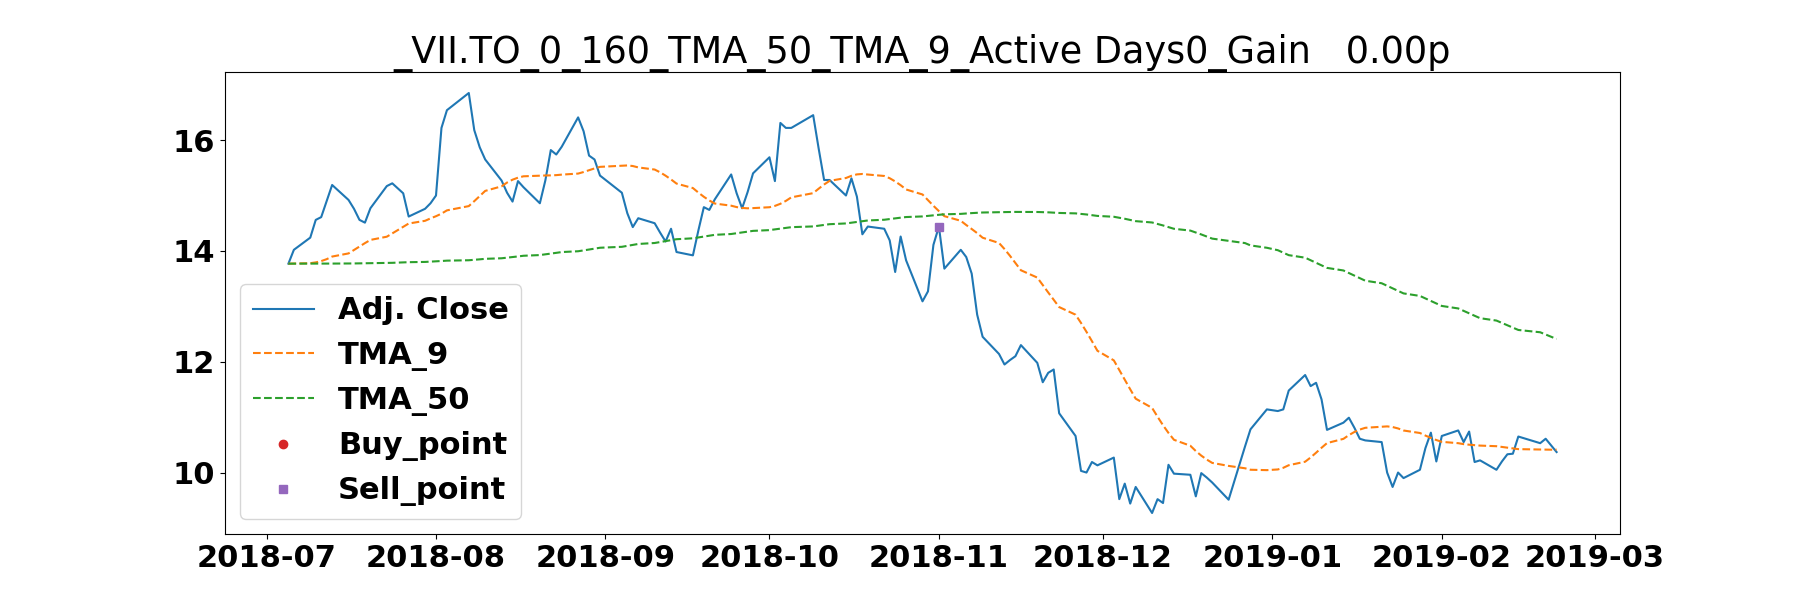 _VII.TO_0_160_TMA_50_TMA_9_Active Days0_Gain   0.00p
16
14
12
10
Adj. Close
TMA_9
TMA_50
Buy_point
Sell_point
2018-07 2018-08 2018-09 2018-10 2018-11 2018-12 2019-01 2019-02 2019-03